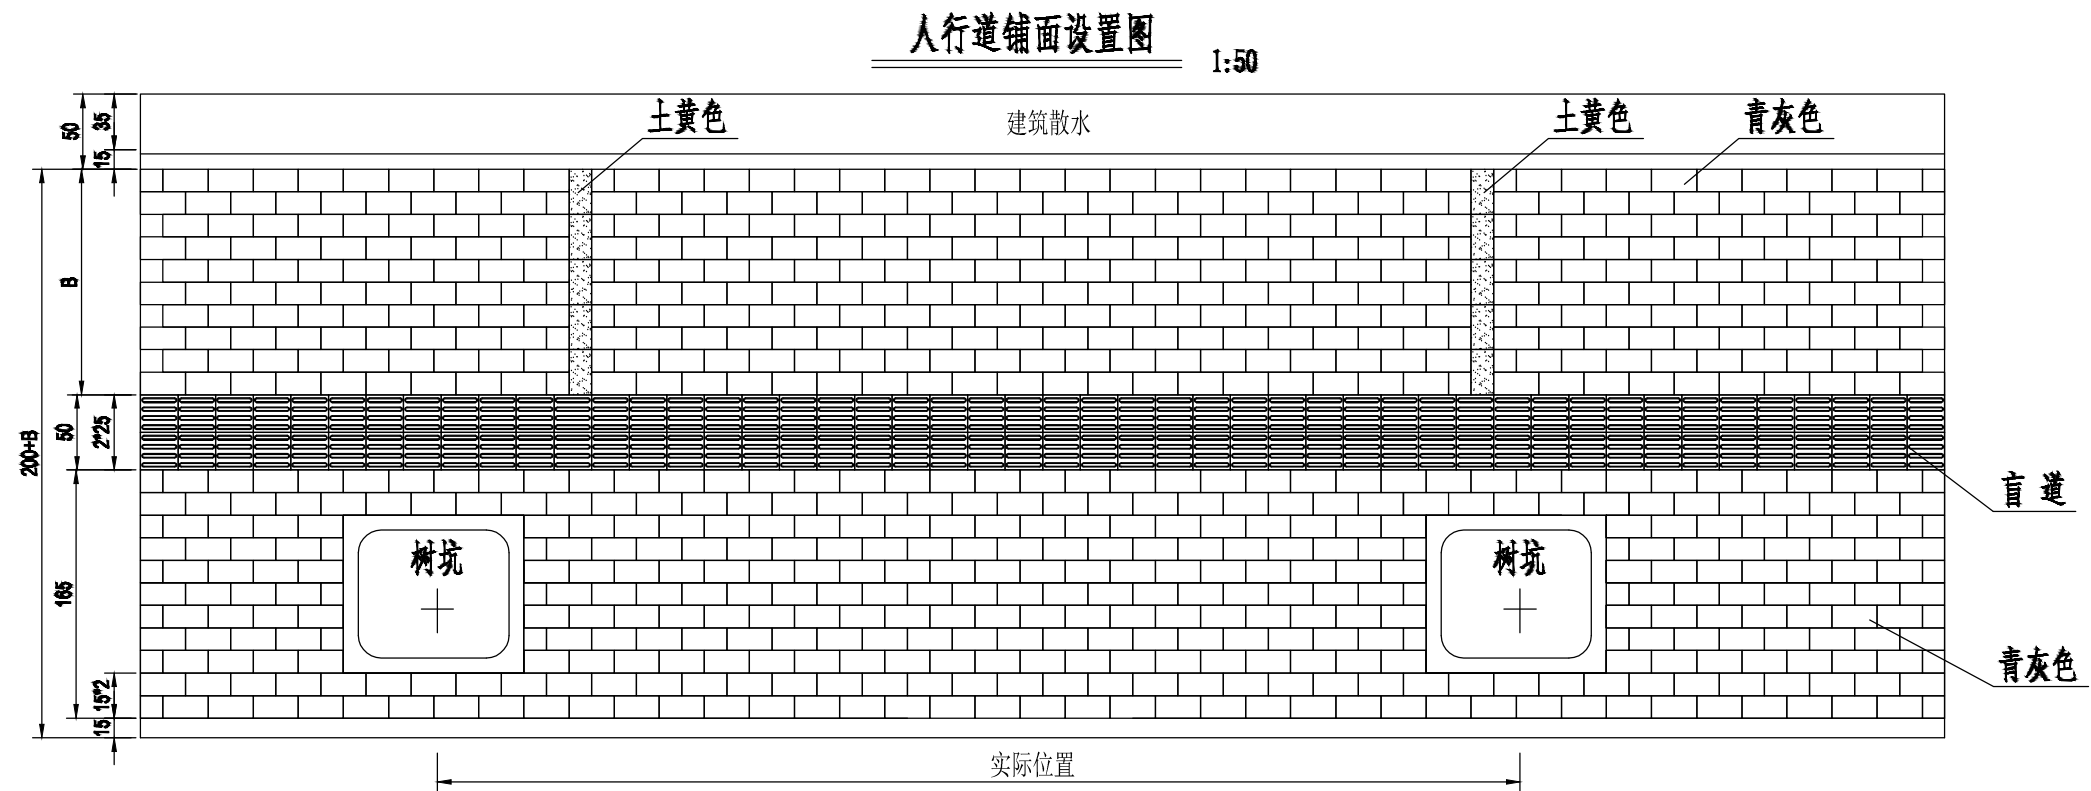 人行道铺面设置图
1:50
土黄色
建筑散水
土黄色
青灰色
50
35
15
B
200+B
50
2*25
盲 道
树坑
树坑
165
青灰色
15*2
15
实际位置